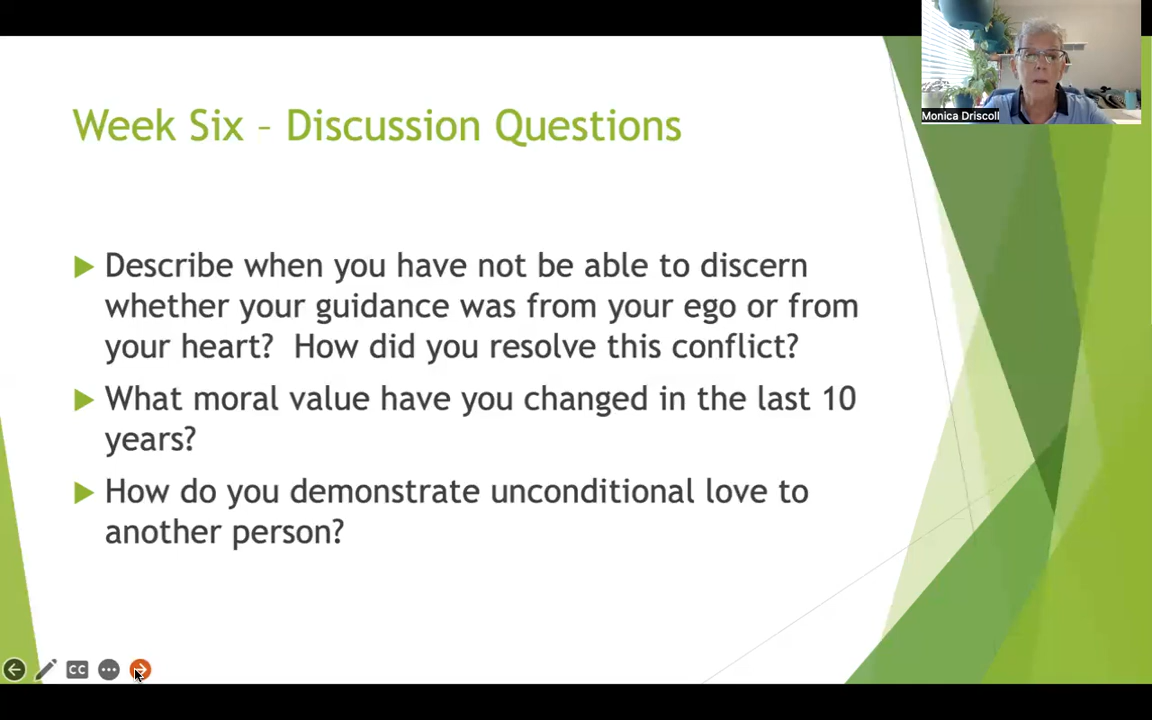 Monica Driscoll
Week Six – Discussion Questions
Describe when you have not be able to discern
whether your guidance was from your ego or from
your heart?  How did you resolve this conflict?
What moral value have you changed in the last 10
years?
How do you demonstrate unconditional love to
another person?
CC